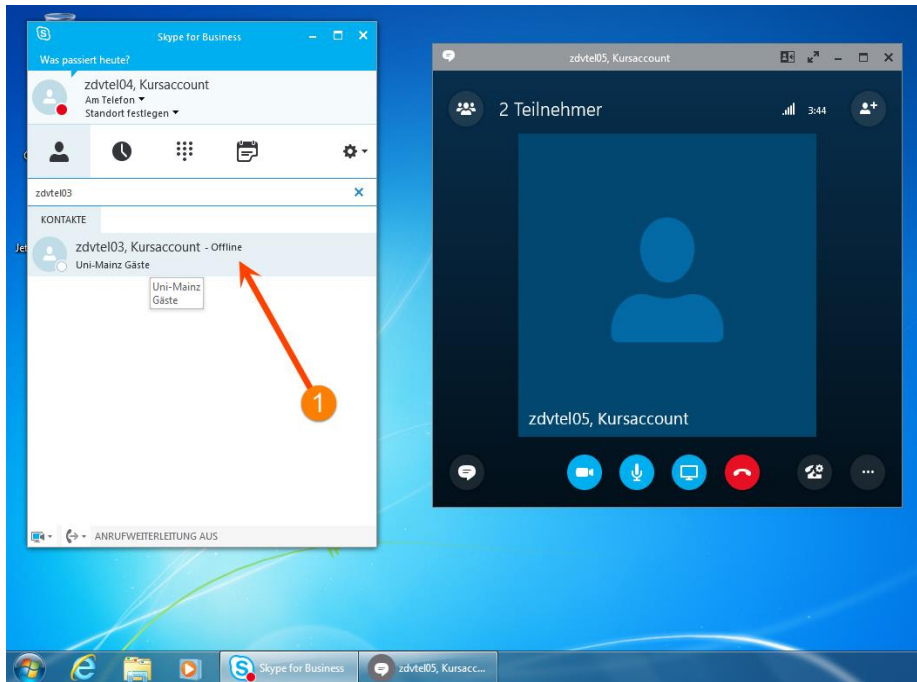 Skype for Business
Was passiert heute?
zdvtel04, Kursaccount
Am Telefon
Standort festlegen
zdvtel03
KONTAKTE
zdvtel03, Kursaccount - Offline
Uni-Mainz Gäste
Uni-Mainz
Gäste
1
ANRUFWEITERLEITUNG AUS
zdvtel05, Kursaccount
2 Teilnehmer
3:44
zdvtel05, Kursaccount
Jet
Skype for Business
zdvtel05, Kursacc...